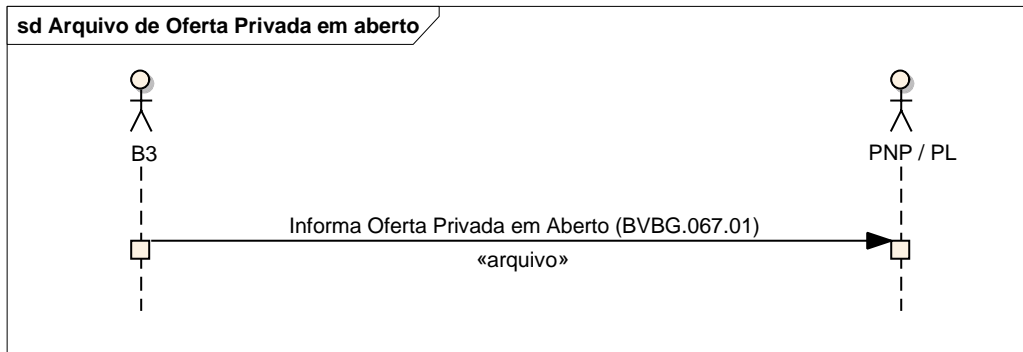 sd Arquivo de Oferta Privada em aberto
B3
PNP / PL
Informa Oferta Privada em Aberto (BVBG.067.01)
«arquivo»